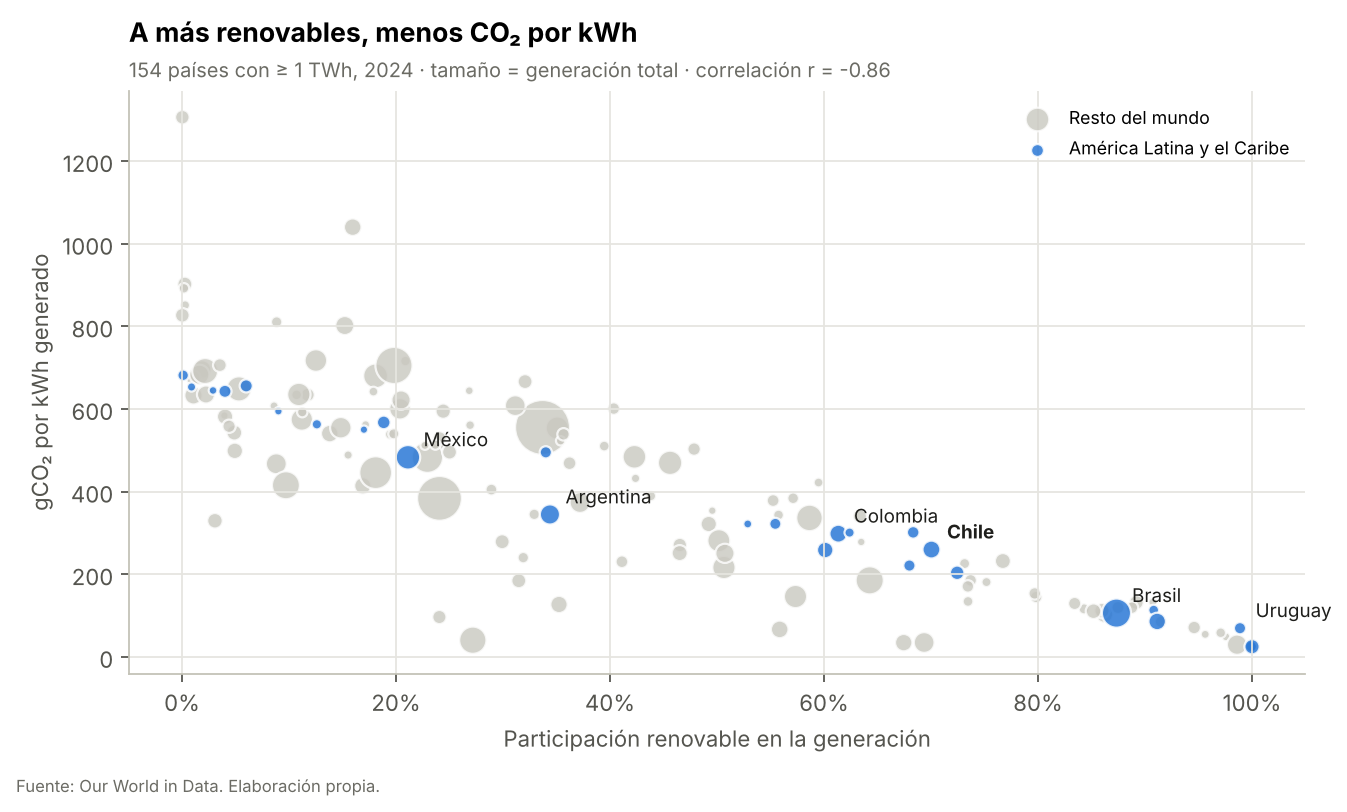 A más renovables, menos CO₂ por kWh
154 países con ≥ 1 TWh, 2024 · tamaño = generación total · correlación r = -0.86
Resto del mundo
América Latina y el Caribe
gCO₂ por kWh generado
1200
1000
800
600
400
200
0
México
Argentina
Colombia
Chile
Brasil
Uruguay
0%
20%
40%
60%
80%
100%
Participación renovable en la generación
Fuente: Our World in Data. Elaboración propia.